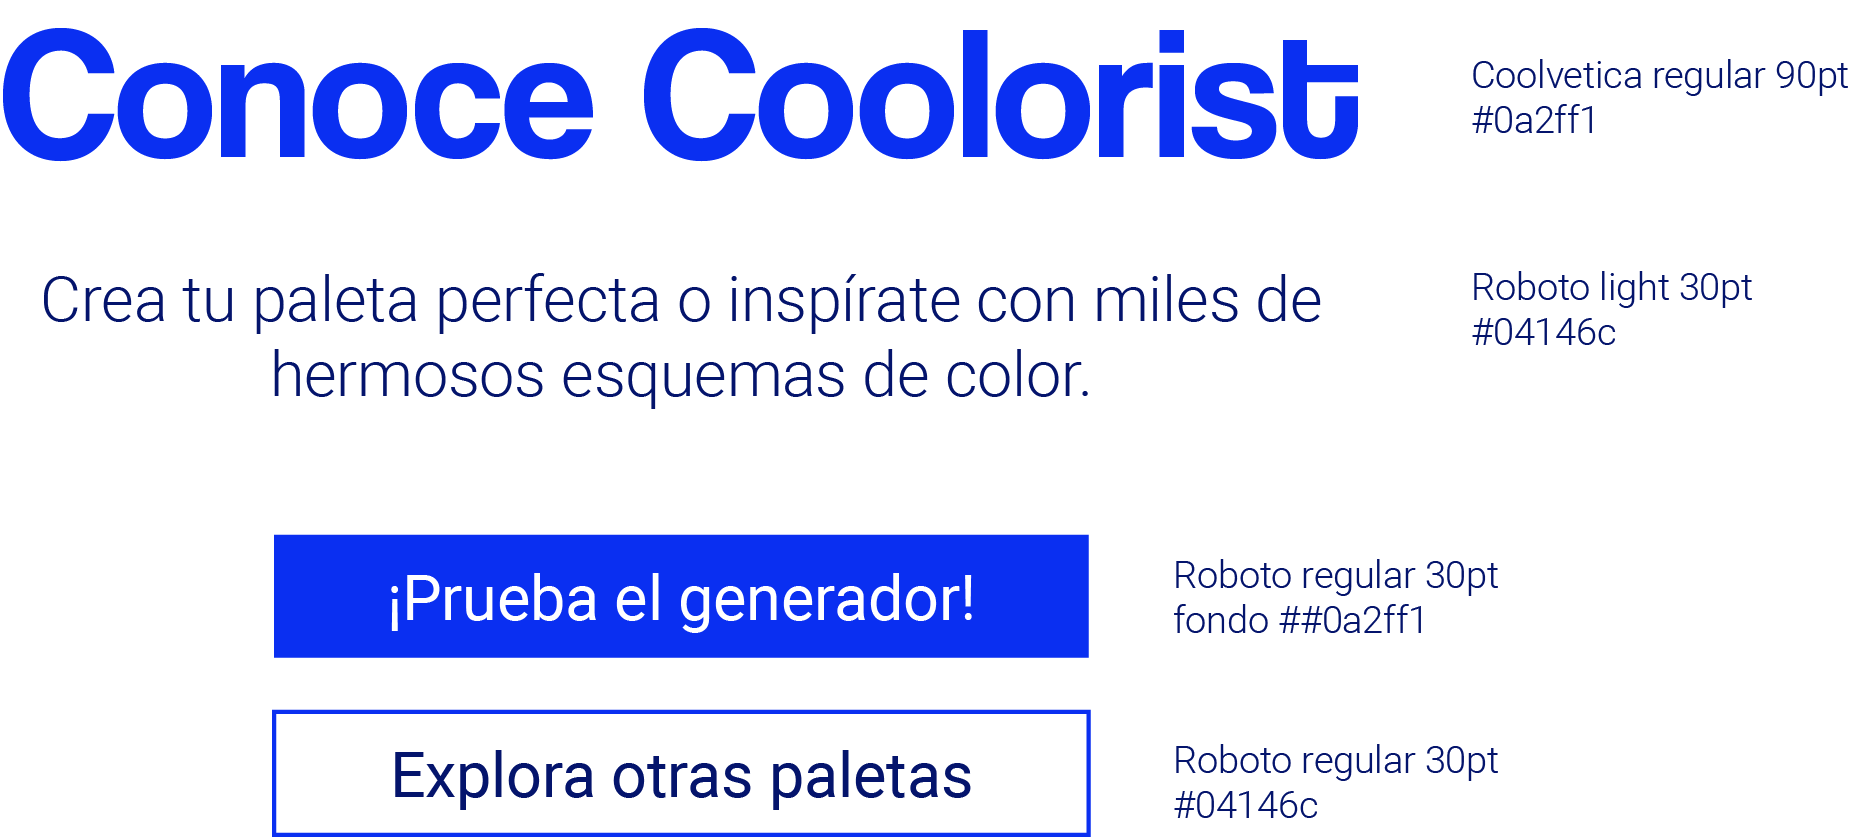 Conoce Coolorist
Coolvetica regular 90pt
#0a2ff1
Crea tu paleta perfecta o inspírate con miles de
hermosos esquemas de color.
Roboto light 30pt
#04146c
¡Prueba el generador!
Roboto regular 30pt
fondo ##0a2ff1
Explora otras paletas
Roboto regular 30pt
#04146c